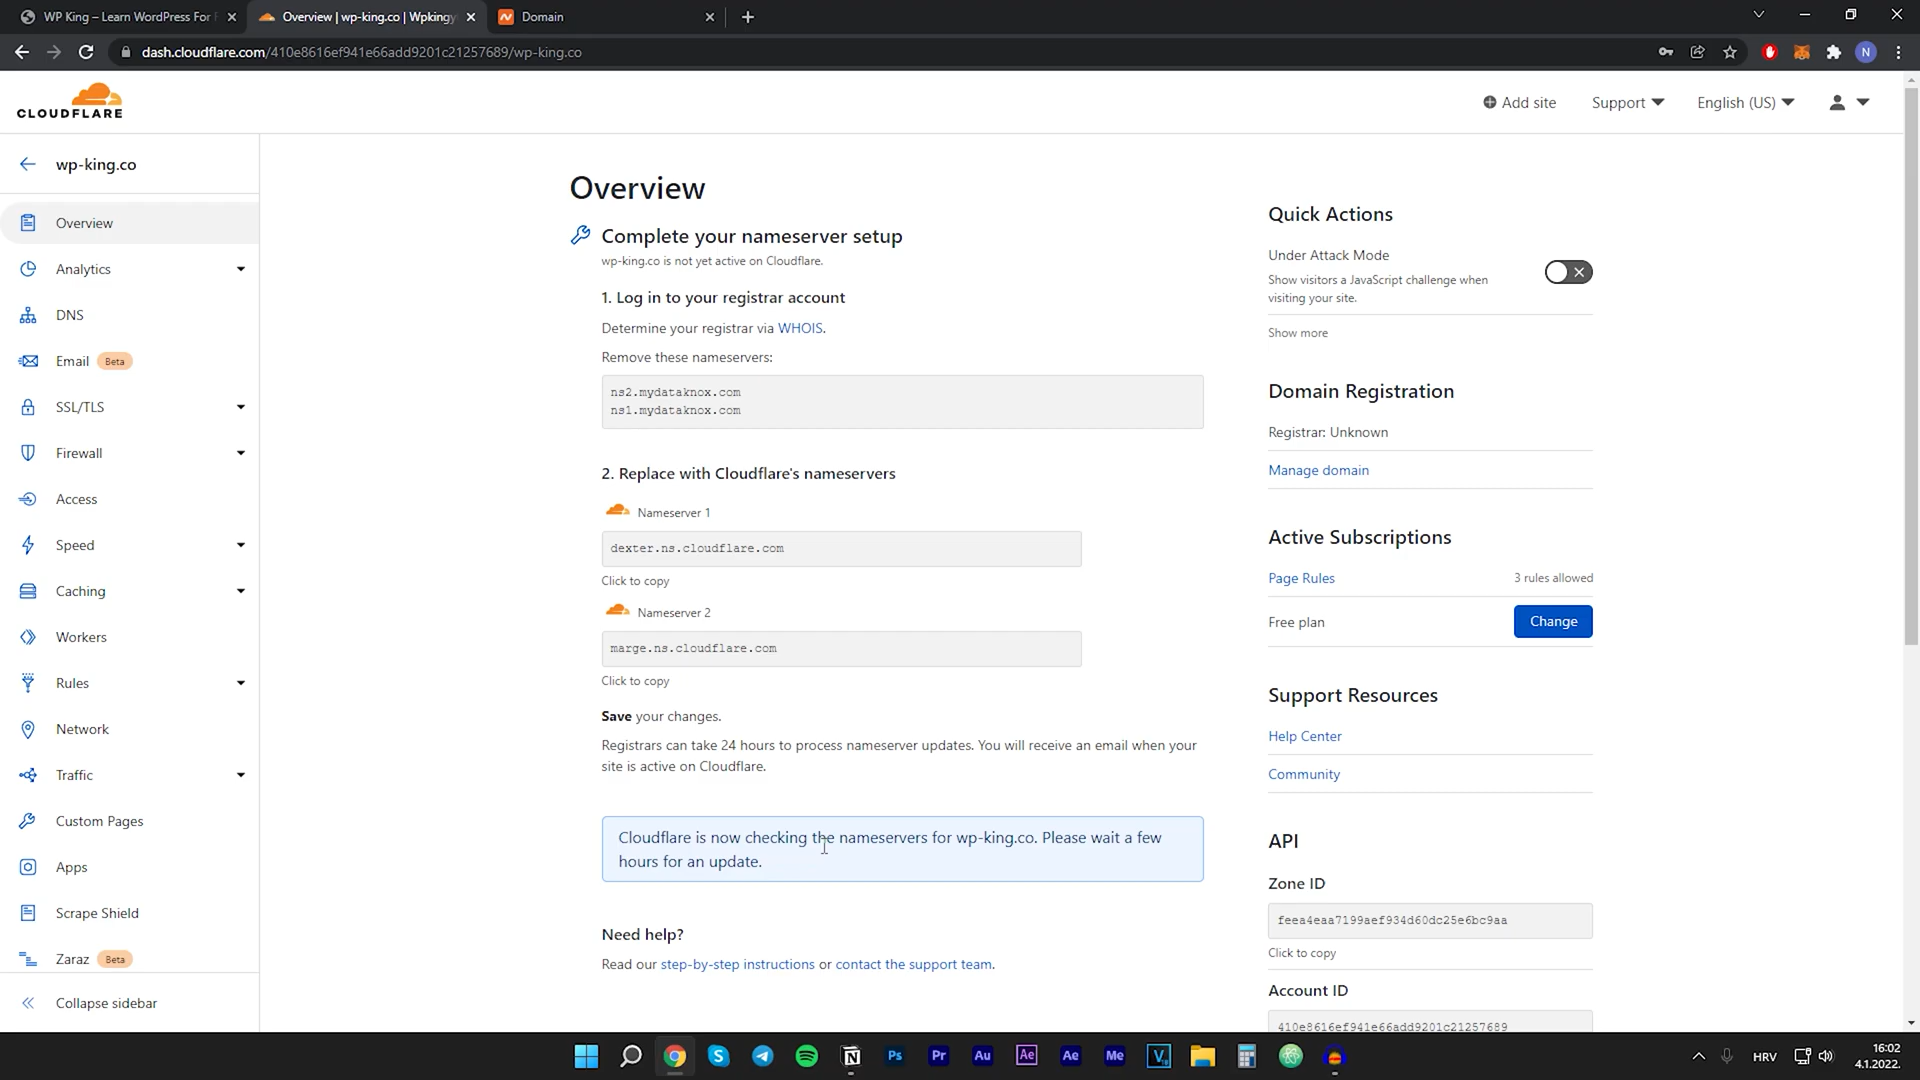 WP King – Learn WordPress For F
Overview | wp-king.co | Wpkingy
Domain
dash.cloudflare.com/410e8616ef941e66add9201c21257689/wp-king.co
N
CLOUDFLARE
Add site
Support
English (US)
wp-king.co
Overview
Analytics
DNS
Email Beta
SSL/TLS
Firewall
Access
Speed
Caching
Workers
Rules
Network
Traffic
Custom Pages
Apps
Scrape Shield
Zaraz Beta
Collapse sidebar
Overview
Complete your nameserver setup
wp-king.co is not yet active on Cloudflare.
1. Log in to your registrar account
Determine your registrar via WHOIS.
Remove these nameservers:
ns2.mydataknox.com
ns1.mydataknox.com
2. Replace with Cloudflare's nameservers
Nameserver 1
dexter.ns.cloudflare.com
Click to copy
Nameserver 2
marge.ns.cloudflare.com
Click to copy
Save your changes.
Registrars can take 24 hours to process nameserver updates. You will receive an email when your
site is active on Cloudflare.
Cloudflare is now checking the nameservers for wp-king.co. Please wait a few
hours for an update.
Need help?
Read our step-by-step instructions or contact the support team.
Quick Actions
Under Attack Mode
Show visitors a JavaScript challenge when
visiting your site.
Show more
Domain Registration
Registrar: Unknown
Manage domain
Active Subscriptions
Page Rules
3 rules allowed
Free plan
Change
Support Resources
Help Center
Community
API
Zone ID
feea4eaa7199aef934d60dc25e6bc9aa
Click to copy
Account ID
410e8616ef941e66add9201c21257689
Ps
Pr
Au
Ae
Ae
Me
HRV
16:02
4.1.2022.